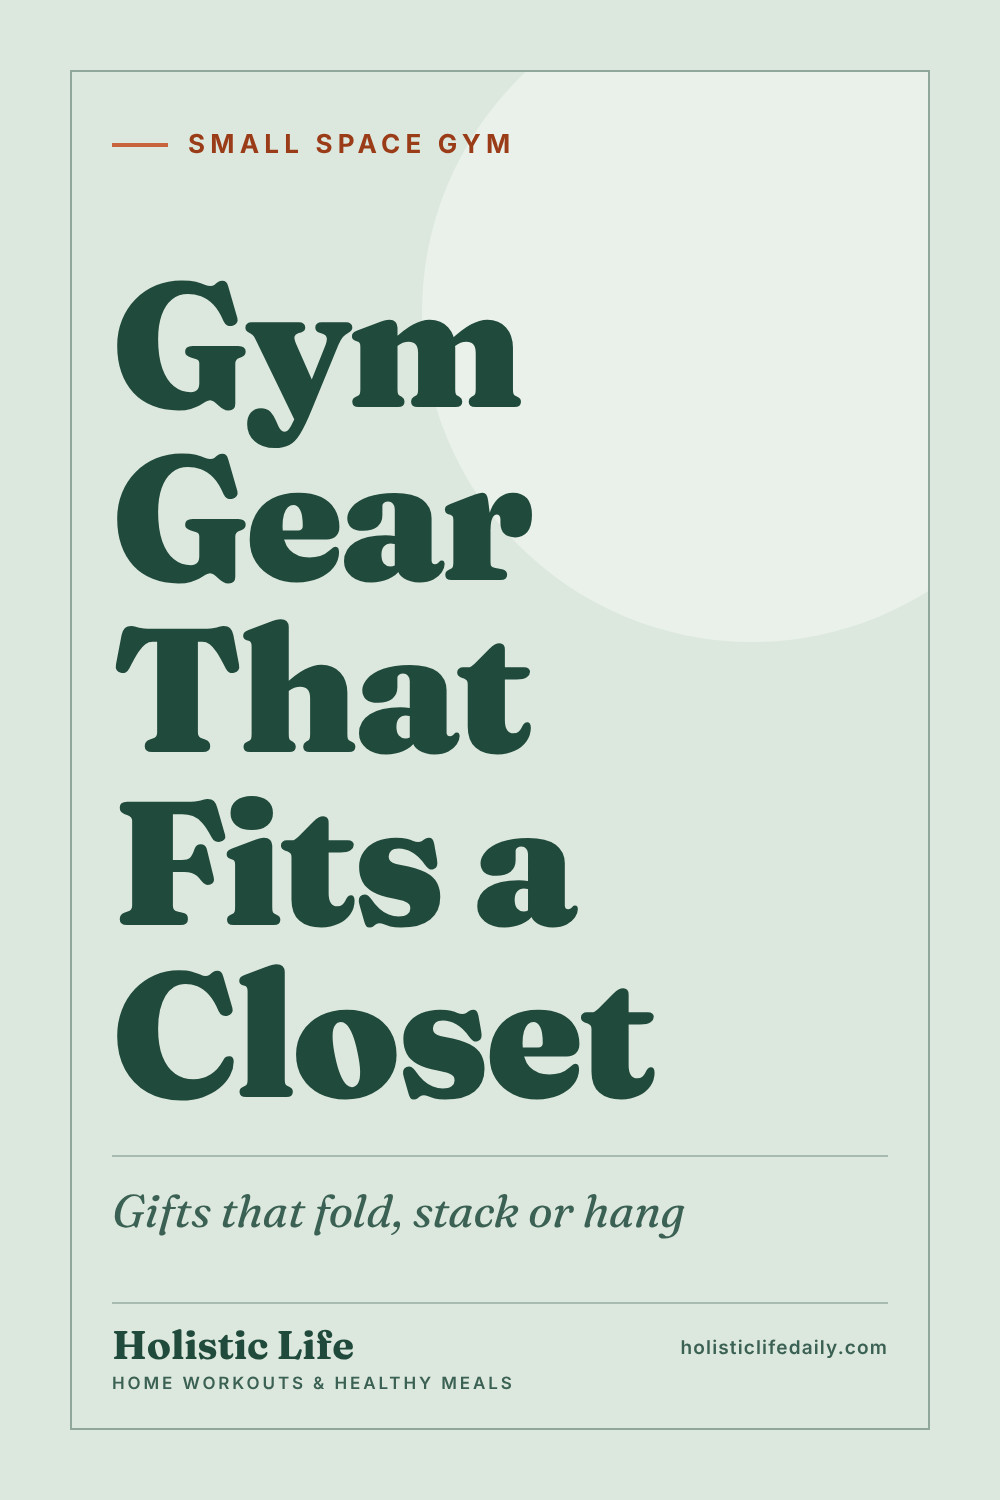 SMALL SPACE GYM
Gym
Gear
That
Fits a
Closet
Gifts that fold, stack or hang
Holistic Life
holisticlifedaily.com
HOME WORKOUTS & HEALTHY MEALS